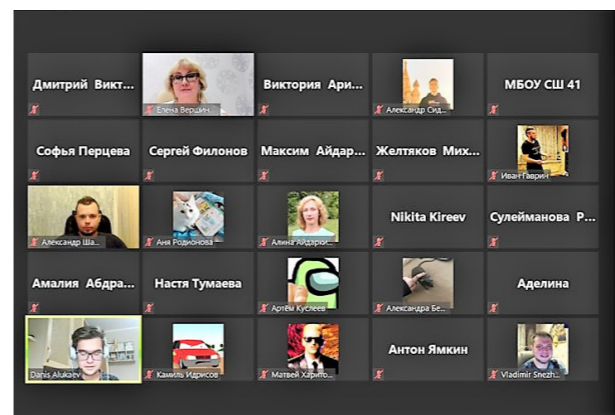 Дмитрий Викт...
Елена Вершин...
Виктория Ари...
Александр Сид...
МБОУ СШ 41
Софья Перцева
Сергей Филонов
Максим Айдар...
Желтяков Мих...
Иван Гаврин
Александр Ша...
Аня Родионова
Алина Айдарки...
Nikita Kireev
Сулейманова Р...
Амалия Абдра...
Настя Тумаева
Артём Куслеев
Александра Бе...
Аделина
Danis Alukaev
Камиль Идрисов
Матвей Харито...
Антон Ямкин
Vladimir Snezh...